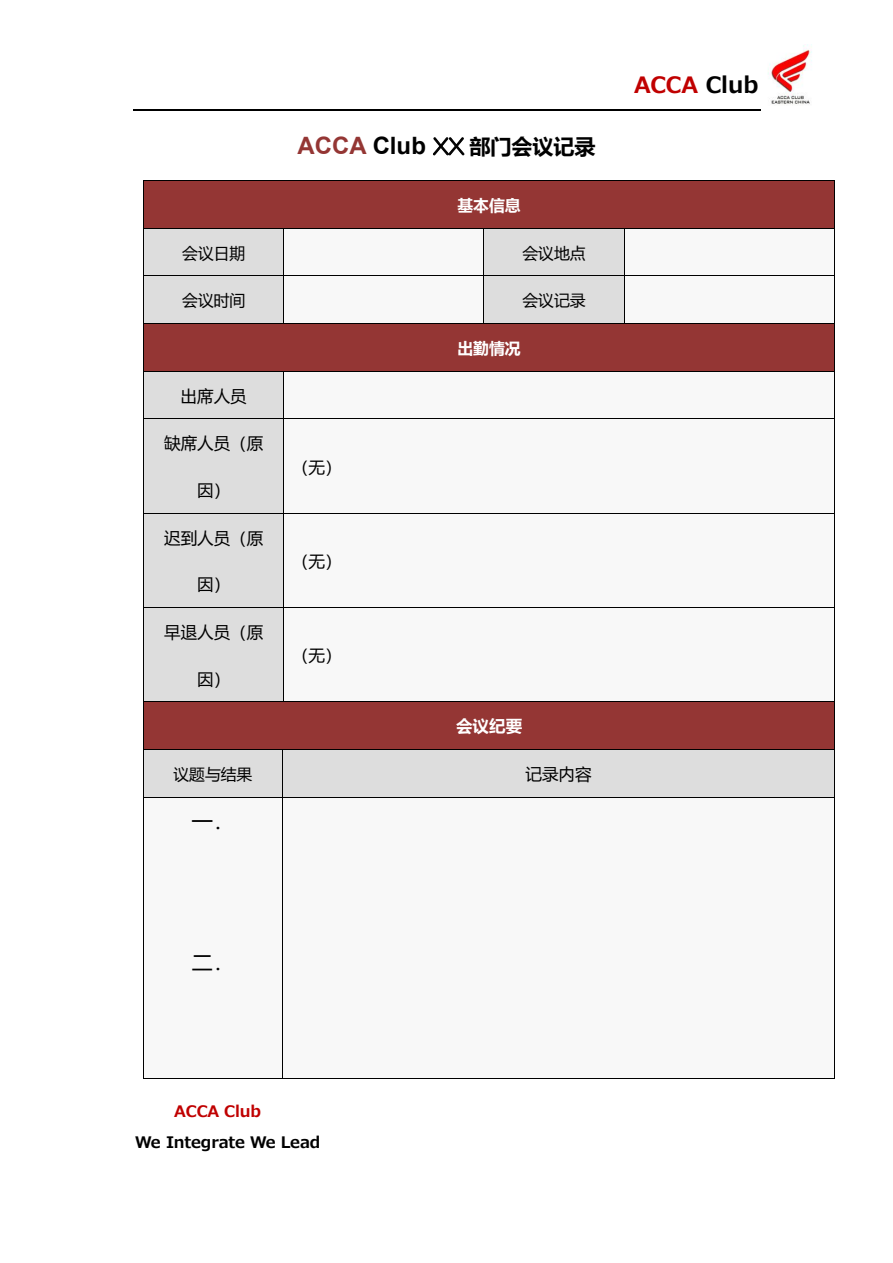 ACCA Club
ACCA CLUB
EASTERN CHINA
ACCA Club XX 部门会议记录
基本信息
会议日期 会议地点
会议时间 会议记录
出勤情况
出席人员
缺席人员（原
因）
（无）
迟到人员（原
因）
（无）
早退人员（原
因）
（无）
会议纪要
议题与结果 记录内容
一.
二.
ACCA Club
We Integrate We Lead